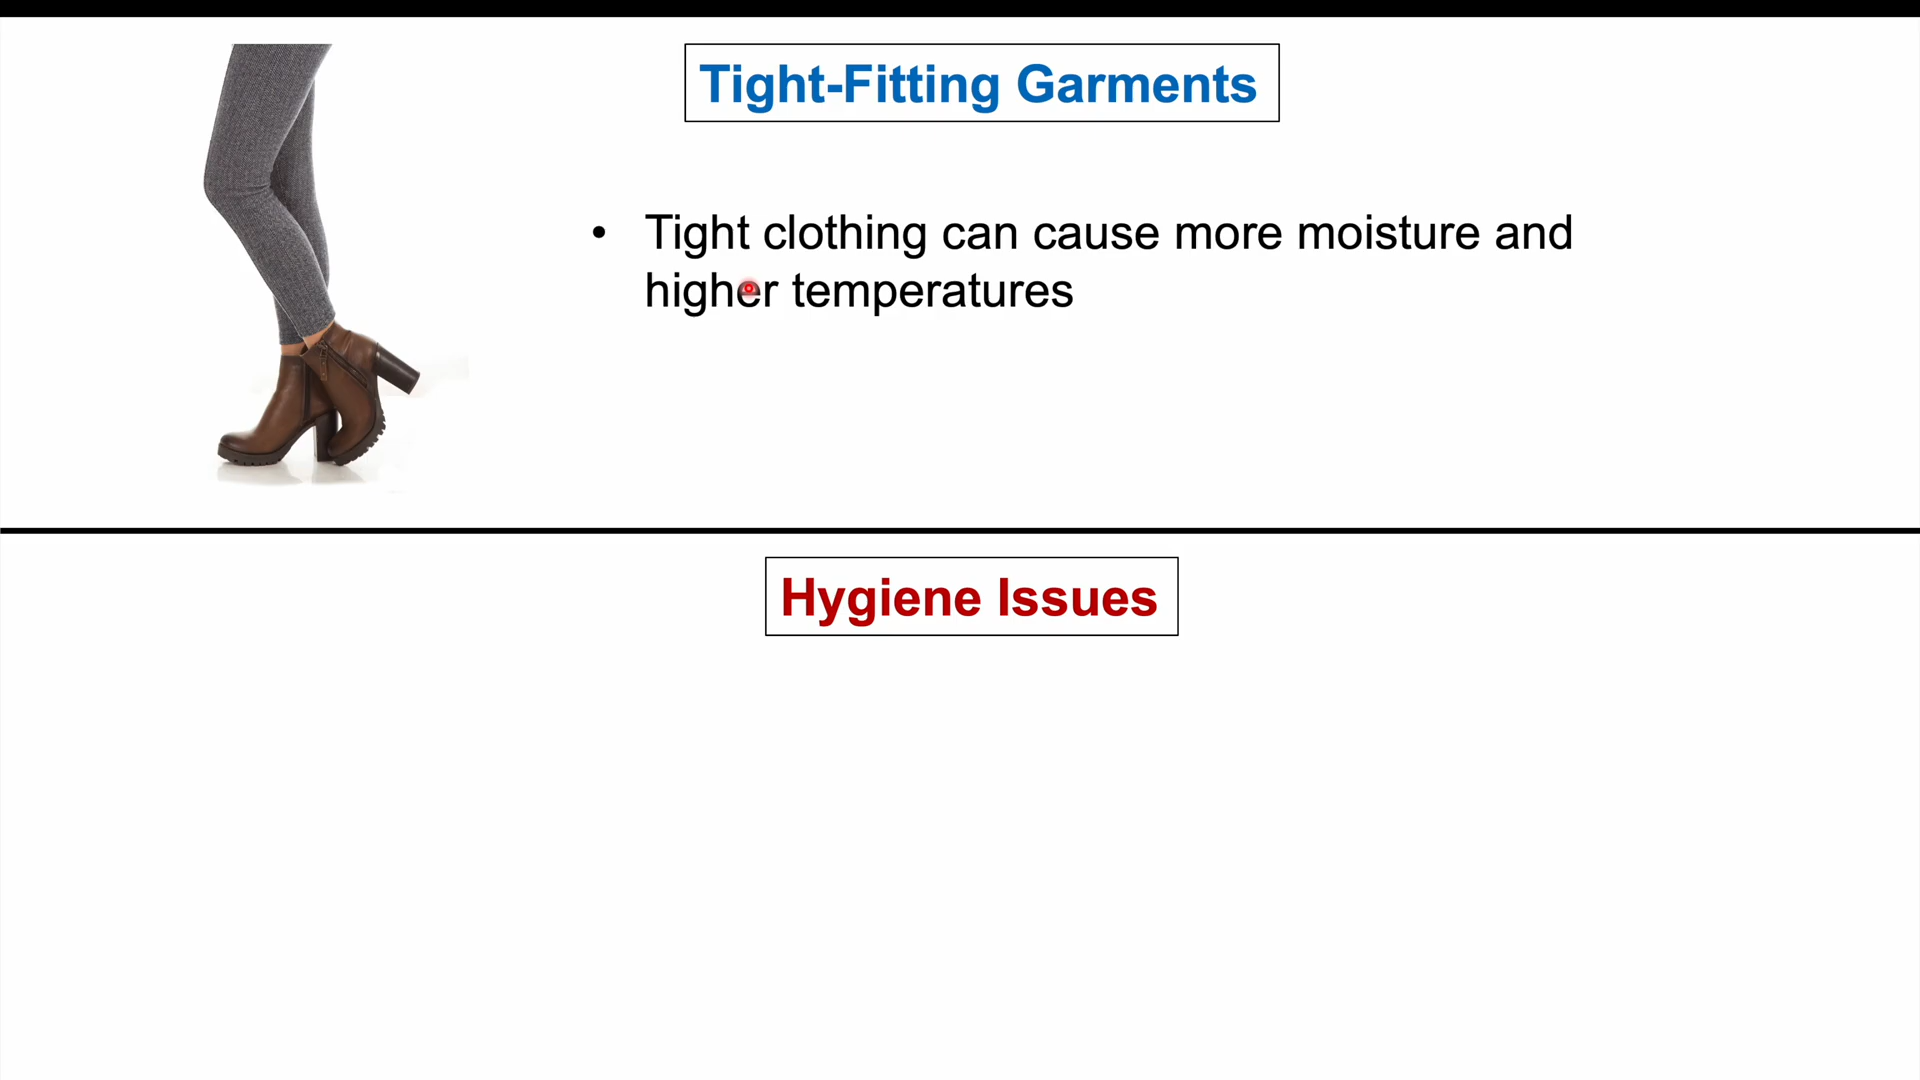 Tight-Fitting Garments
• Tight clothing can cause more moisture and
higher temperatures
Hygiene Issues